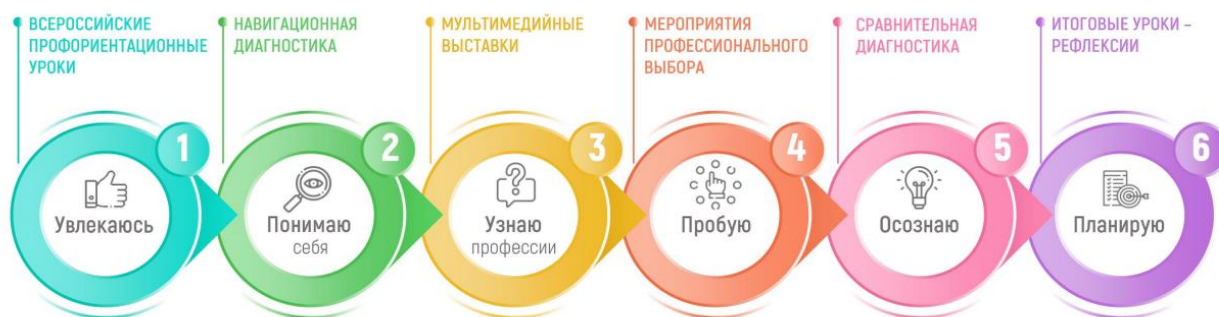 ВСЕРОССИЙСКИЕ
ПРОФОРИЕНТАЦИОННЫЕ
УРОКИ
НАВИГАЦИОННАЯ
ДИАГНОСТИКА
МУЛЬТИМЕДИЙНЫЕ
ВЫСТАВКИ
МЕРОПРИЯТИЯ
ПРОФЕССИОНАЛЬНОГО
ВЫБОРА
СРАВНИТЕЛЬНАЯ
ДИАГНОСТИКА
ИТОГОВЫЕ УРОКИ –
РЕФЛЕКСИИ
1
Увлекаюсь
2
Понимаю
себя
3
Узнаю
профессии
4
Пробую
5
Осознаю
6
Планирую